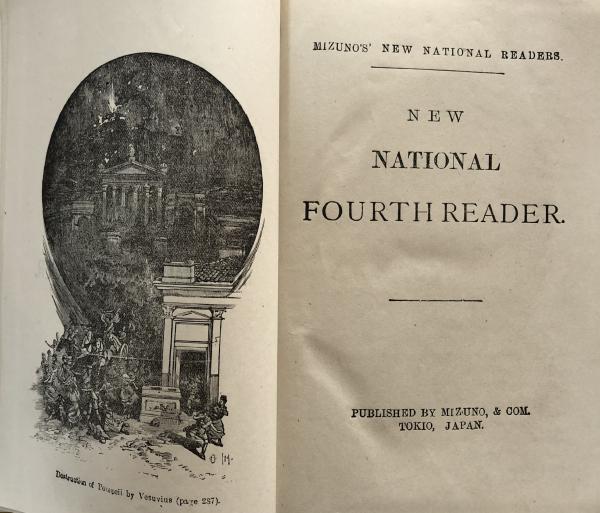 Destruction of Pompeii by Vesuvius (page 287).
MIZUNO'S' NEW NATIONAL READERS.
NEW
NATIONAL
FOURTH READER.
PUBLISHED BY MIZUNO, & COM.
TOKIO, JAPAN.